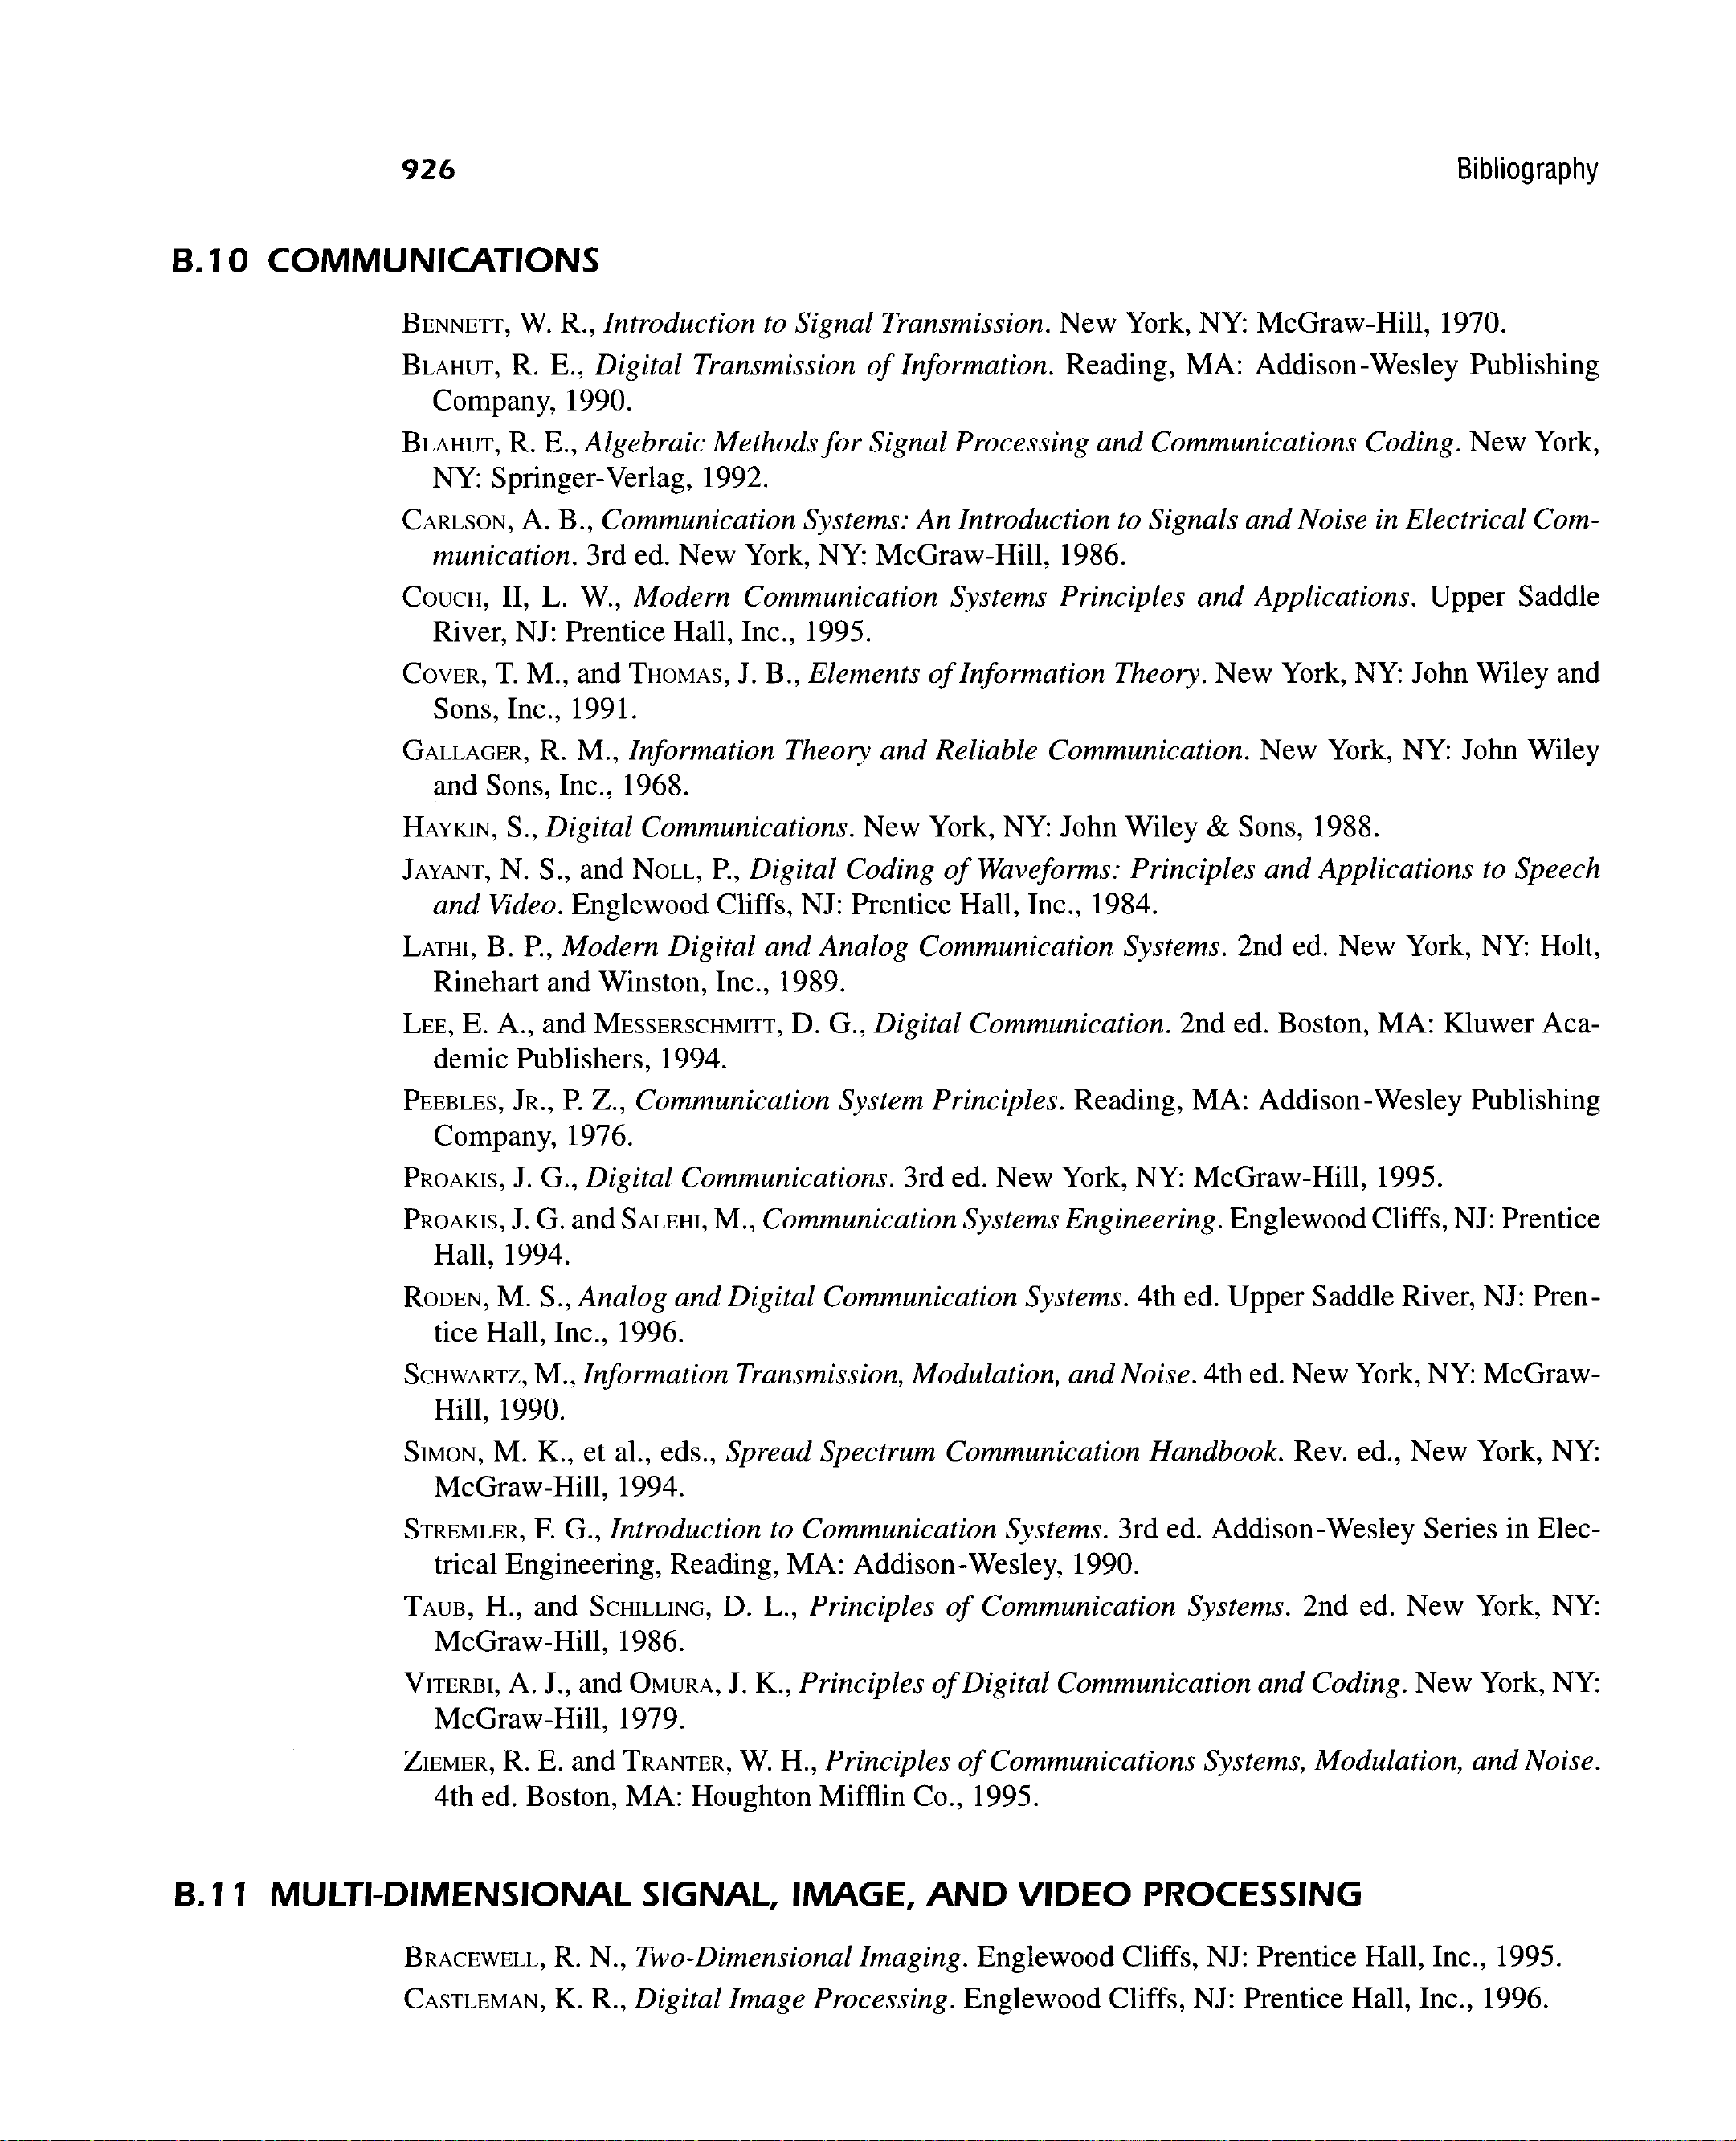 926 Bibliography
B.10 COMMUNICATIONS
BENNETT, W. R., Introduction to Signal Transmission. New York, NY: McGraw-Hill, 1970.
BLAHUT, R. E., Digital Transmission of Information. Reading, MA: Addison-Wesley Publishing
Company, 1990.
BLAHUT, R. E., Algebraic Methods for Signal Processing and Communications Coding. New York,
NY: Springer-Verlag, 1992.
CARLSON, A. B., Communication Systems: An Introduction to Signals and Noise in Electrical Com-
munication. 3rd ed. New York, NY: McGraw-Hill, 1986.
COUCH, II, L. W., Modern Communication Systems Principles and Applications. Upper Saddle
River, NJ: Prentice Hall, Inc., 1995.
COVER, T. M., and THOMAS, J. B., Elements of Information Theory. New York, NY: John Wiley and
Sons, Inc., 1991.
GALLAGER, R. M., Information Theory and Reliable Communication. New York, NY: John Wiley
and Sons, Inc., 1968.
HAYKIN, S., Digital Communications. New York, NY: John Wiley & Sons, 1988.
JAYANT, N. S., and NOLL, P., Digital Coding of Waveforms: Principles and Applications to Speech
and Video. Englewood Cliffs, NJ: Prentice Hall, Inc., 1984.
LATHI, B. P., Modern Digital and Analog Communication Systems. 2nd ed. New York, NY: Holt,
Rinehart and Winston, Inc., 1989.
LEE, E. A., and MESSERSCHMITT, D. G., Digital Communication. 2nd ed. Boston, MA: Kluwer Aca-
demic Publishers, 1994.
PEEBLES, JR., P. Z., Communication System Principles. Reading, MA: Addison-Wesley Publishing
Company, 1976.
PROAKIS, J. G., Digital Communications. 3rd ed. New York, NY: McGraw-Hill, 1995.
PROAKIS, J. G. and SALEHI, M., Communication Systems Engineering. Englewood Cliffs, NJ: Prentice
Hall, 1994.
RODEN, M. S., Analog and Digital Communication Systems. 4th ed. Upper Saddle River, NJ: Pren-
tice Hall, Inc., 1996.
SCHWARTZ, M., Information Transmission, Modulation, and Noise. 4th ed. New York, NY: McGraw-
Hill, 1990.
SIMON, M. K., et al., eds., Spread Spectrum Communication Handbook. Rev. ed., New York, NY:
McGraw-Hill, 1994.
STREMLER, F. G., Introduction to Communication Systems. 3rd ed. Addison-Wesley Series in Elec-
trical Engineering, Reading, MA: Addison-Wesley, 1990.
TAUB, H., and SCHILLING, D. L., Principles of Communication Systems. 2nd ed. New York, NY:
McGraw-Hill, 1986.
VITERBI, A. J., and OMURA, J. K., Principles of Digital Communication and Coding. New York, NY:
McGraw-Hill, 1979.
ZIEMER, R. E. and TRANTER, W. H., Principles of Communications Systems, Modulation, and Noise.
4th ed. Boston, MA: Houghton Mifflin Co., 1995.
B.11 MULTI-DIMENSIONAL SIGNAL, IMAGE, AND VIDEO PROCESSING
BRACEWELL, R. N., Two-Dimensional Imaging. Englewood Cliffs, NJ: Prentice Hall, Inc., 1995.
CASTLEMAN, K. R., Digital Image Processing. Englewood Cliffs, NJ: Prentice Hall, Inc., 1996.